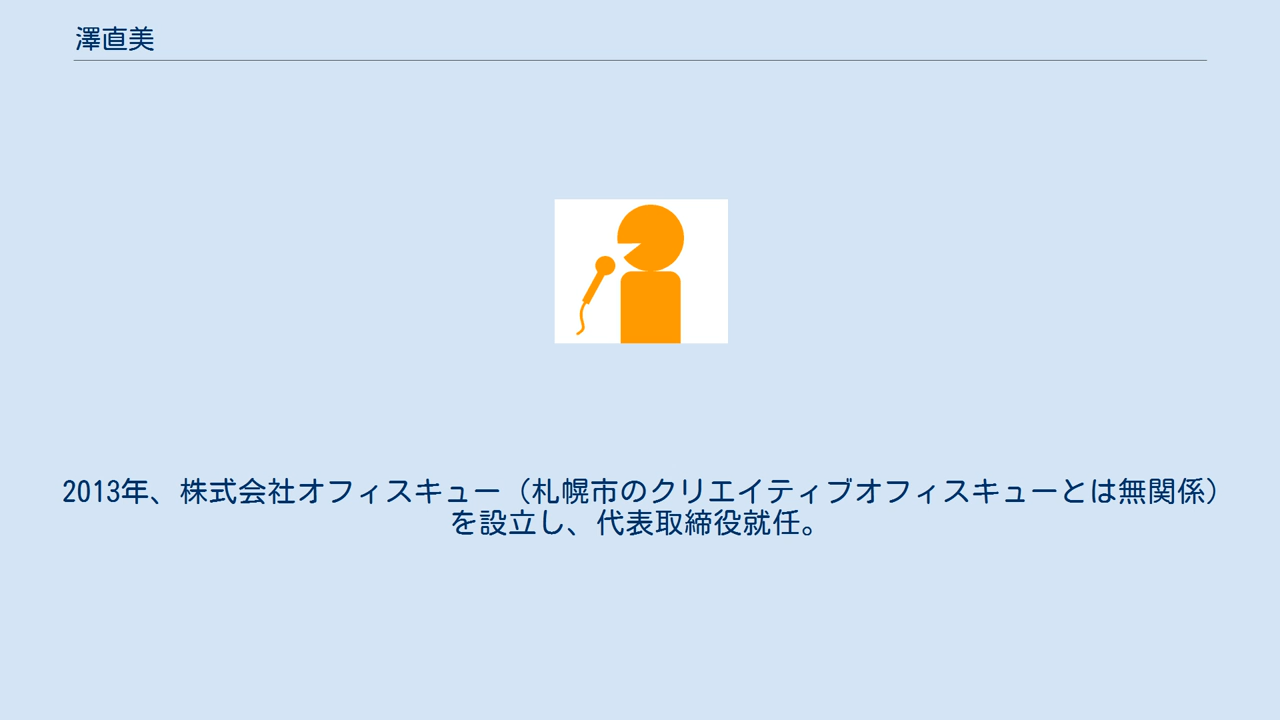 澤直美
2013年、株式会社オフィスキュー（札幌市のクリエイティブオフィスキューとは無関係）
を設立し、代表取締役就任。